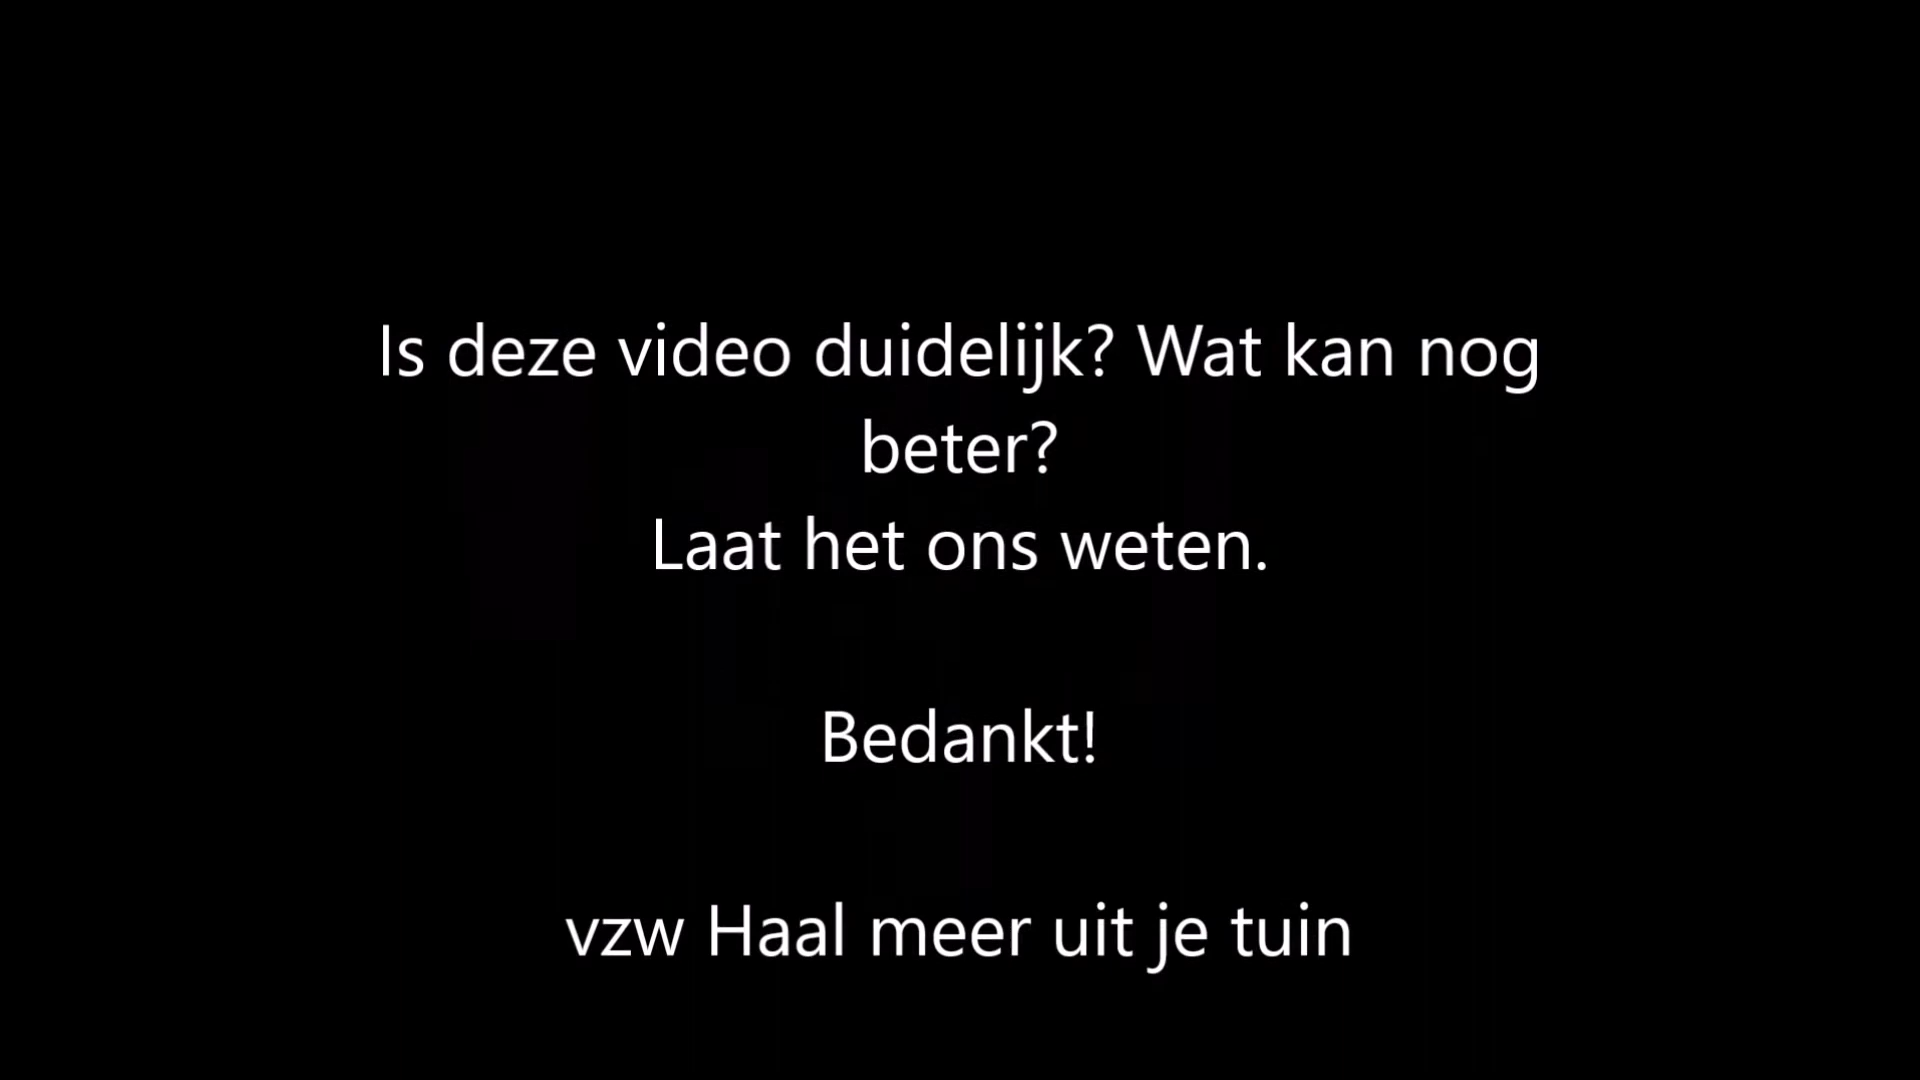 Is deze video duidelijk? Wat kan nog
beter?
Laat het ons weten.
Bedankt!
vzw Haal meer uit je tuin